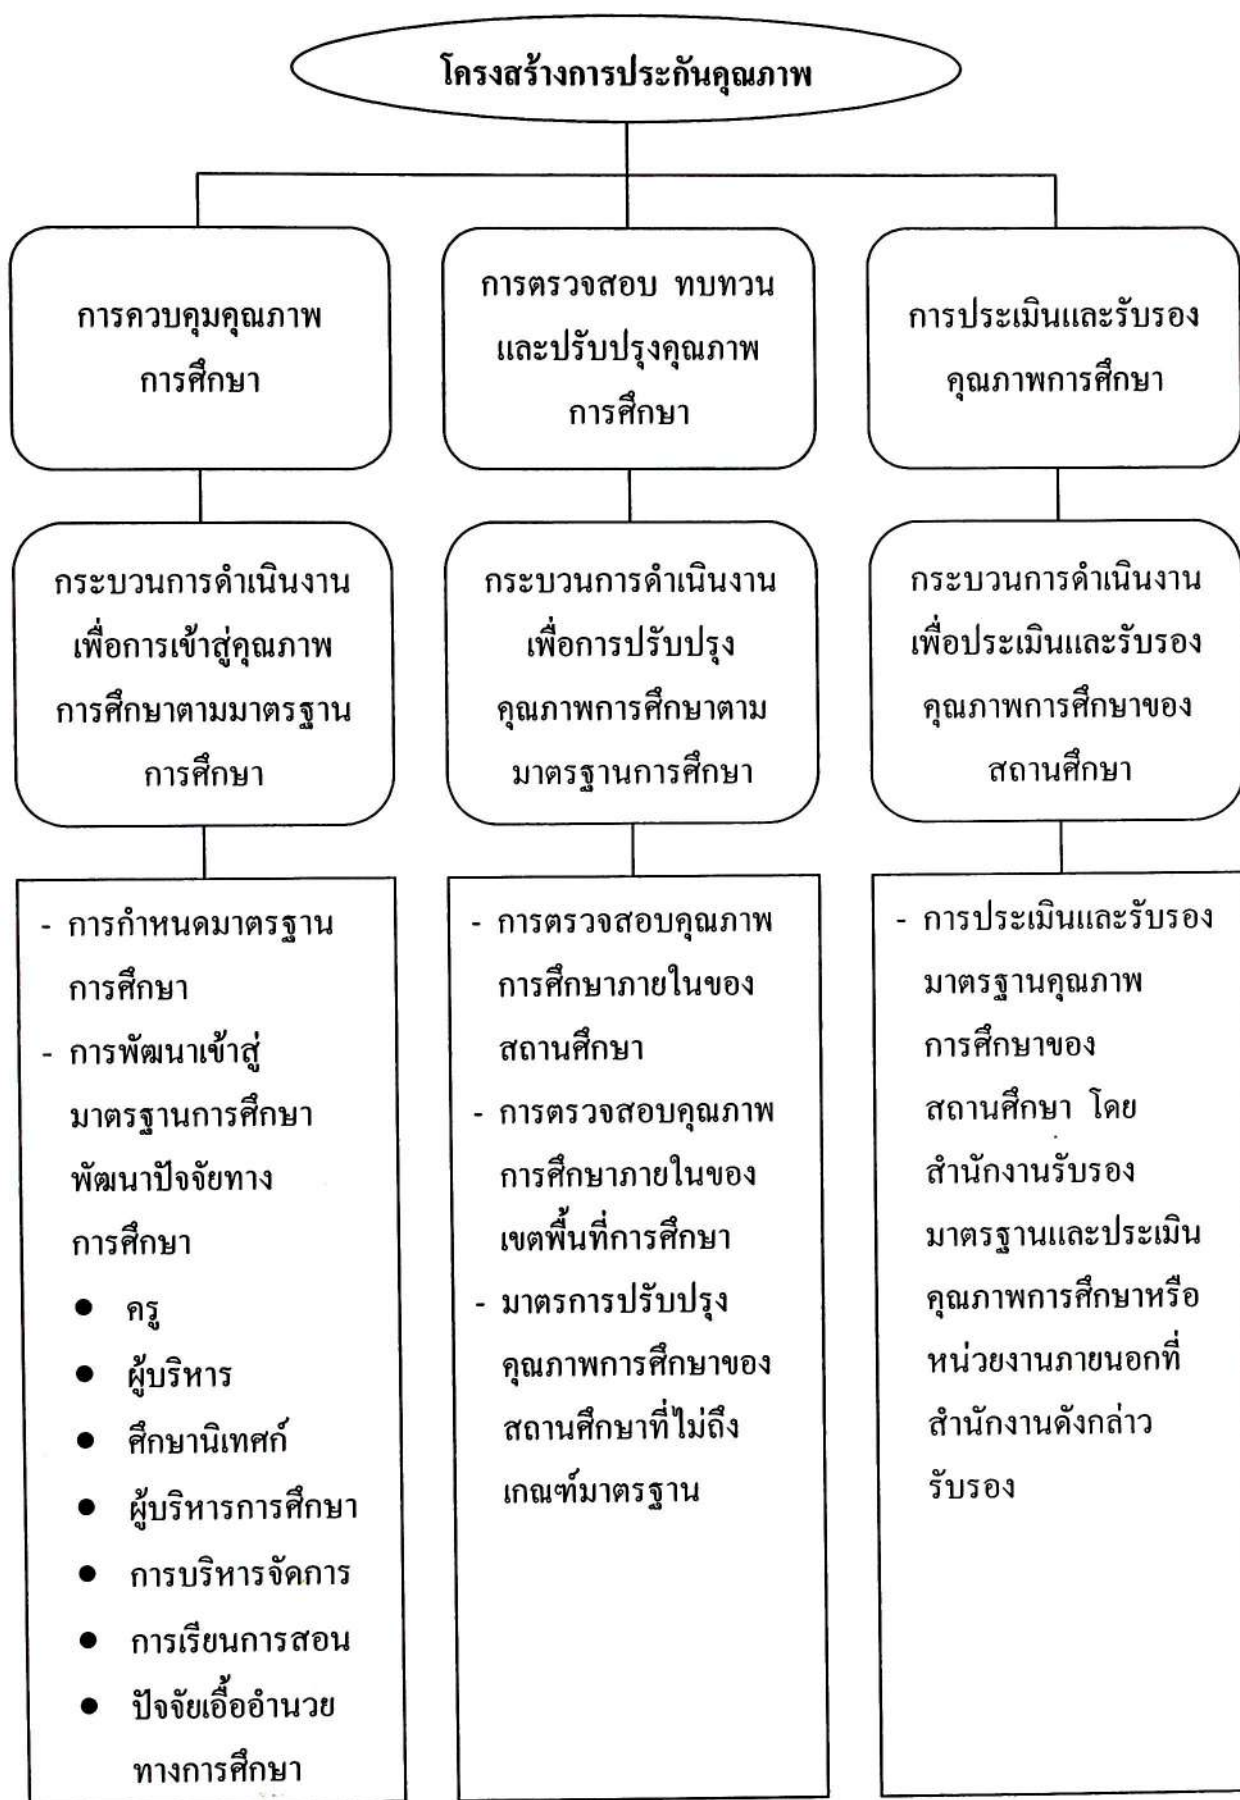 โครงสร้างการประกันคุณภาพ
การควบคุมคุณภาพ
การศึกษา
การตรวจสอบ ทบทวน
และปรับปรุงคุณภาพ
การศึกษา
การประเมินและรับรอง
คุณภาพการศึกษา
กระบวนการดำเนินงาน
เพื่อการเข้าสู่คุณภาพ
การศึกษาตามมาตรฐาน
การศึกษา
กระบวนการดำเนินงาน
เพื่อการปรับปรุง
คุณภาพการศึกษาตาม
มาตรฐานการศึกษา
กระบวนการดำเนินงาน
เพื่อประเมินและรับรอง
คุณภาพการศึกษาของ
สถานศึกษา
- การกำหนดมาตรฐาน
การศึกษา
- การพัฒนาเข้าสู่
มาตรฐานการศึกษา
พัฒนาปัจจัยทาง
การศึกษา
● ครู
● ผู้บริหาร
● ศึกษานิเทศก์
● ผู้บริหารการศึกษา
● การบริหารจัดการ
● การเรียนการสอน
● ปัจจัยเอื้ออำนวย
ทางการศึกษา
- การตรวจสอบคุณภาพ
การศึกษาภายในของ
สถานศึกษา
- การตรวจสอบคุณภาพ
การศึกษาภายในของ
เขตพื้นที่การศึกษา
- มาตรการปรับปรุง
คุณภาพการศึกษาของ
สถานศึกษาที่ไม่ถึง
เกณฑ์มาตรฐาน
- การประเมินและรับรอง
มาตรฐานคุณภาพ
การศึกษาของ
สถานศึกษา โดย
สำนักงานรับรอง
มาตรฐานและประเมิน
คุณภาพการศึกษาหรือ
หน่วยงานภายนอกที่
สำนักงานดังกล่าว
รับรอง